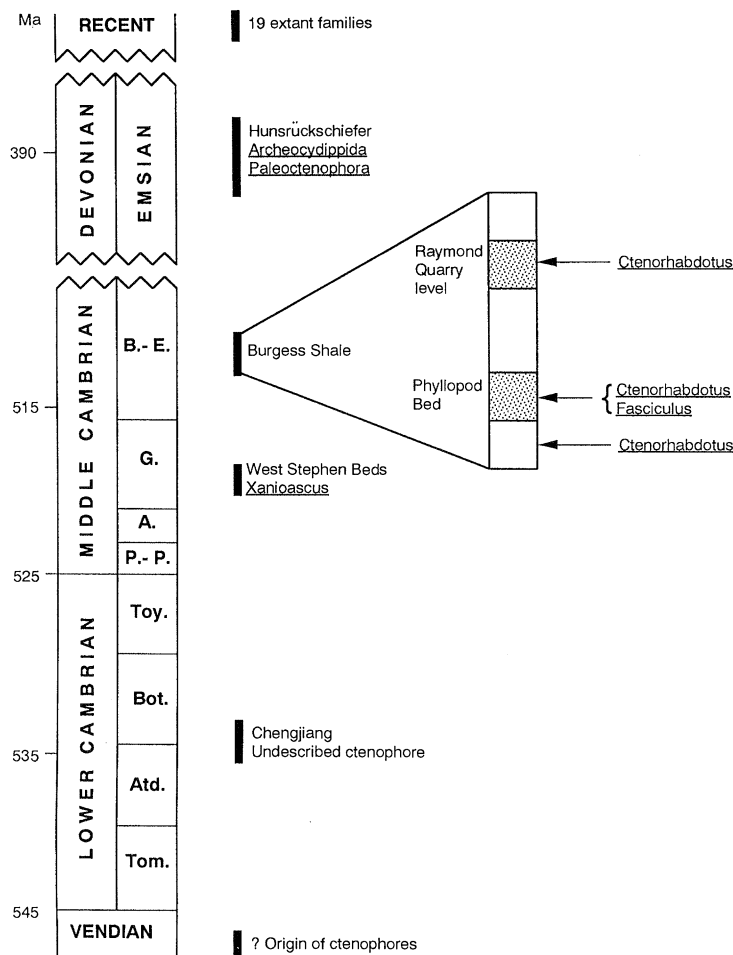 Ma
RECENT
19 extant families
DEVONIAN
EMSIAN
390
Hunsrückschiefer
Archeocydippida
Paleoctenophora
Raymond
Quarry
level
Ctenorhabdotus
MIDDLE CAMBRIAN
B.- E.
Burgess Shale
Phyllopod
Bed
{ Ctenorhabdotus
Fasciculus
515
G.
Ctenorhabdotus
West Stephen Beds
Xanioascus
A.
P.- P.
525
LOWER CAMBRIAN
Toy.
Bot.
Chengjiang
Undescribed ctenophore
535
Atd.
Tom.
545
VENDIAN
? Origin of ctenophores